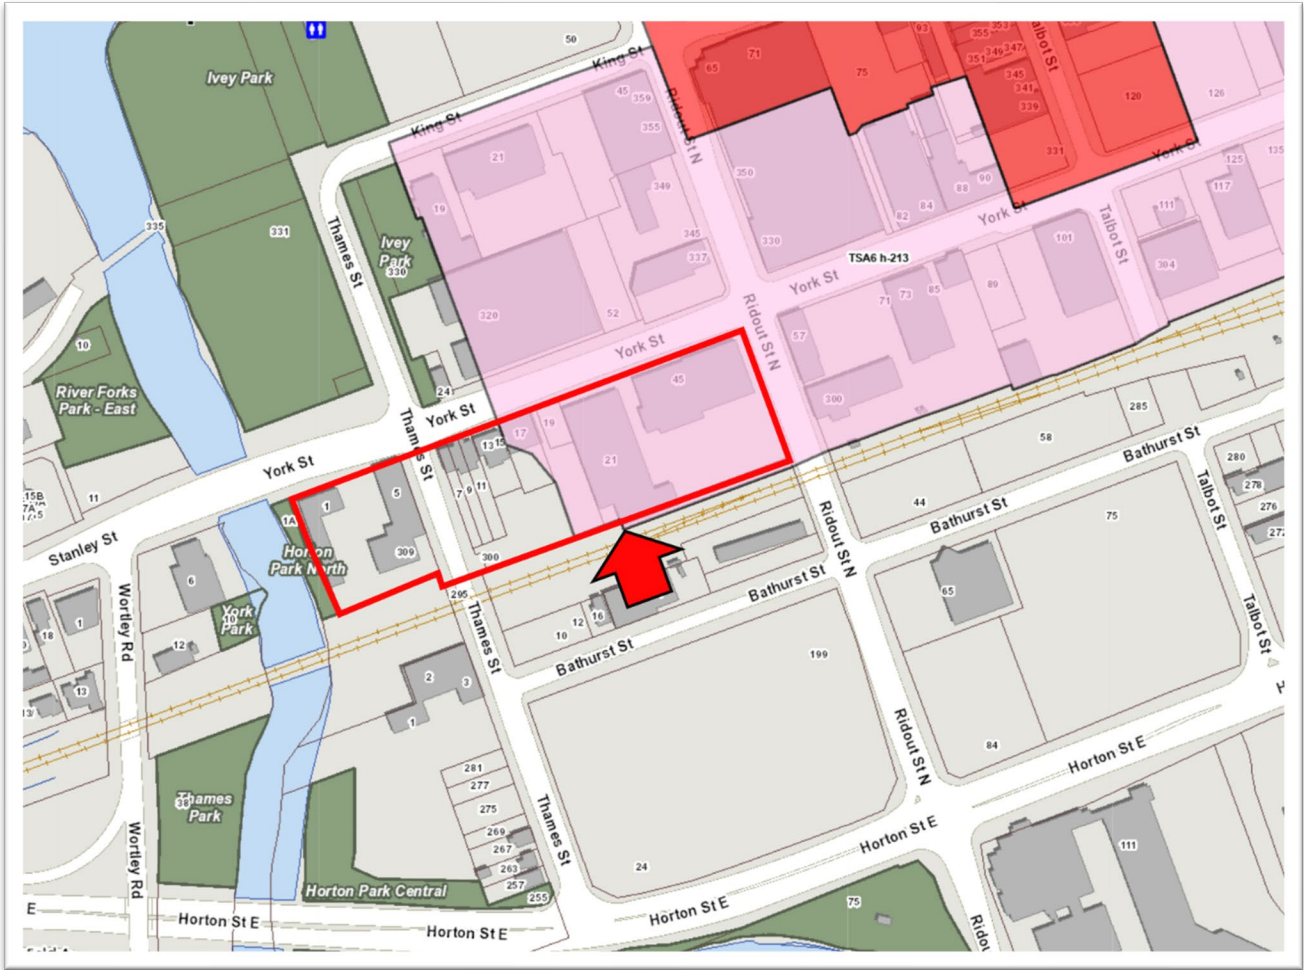 50
Ivey Park
King St
65
71
75
93
355
353
351
349
347
345
341
339
331
120
Talbot St
126
King St
45
359
355
Ridout St N
York St
135
125
117
111
21
19
349
350
90
88
84
82
York St
Talbot St
335
331
Thames St
Ivey
Park
330
345
337
330
TSA6 h-213
101
304
York St
320
52
Ridout St N
71
73
85
89
57
10
River Forks
Park - East
York St
45
300
24
York St
Thames St
17
19
21
13
15
285
58
Bathurst St
280
278
276
272
Talbot St
York St
15B
11
Stanley St
1
5
7
9
11
1A
309
300
Horton
Park North
44
Bathurst St
75
Ridout St N
Wortley Rd
6
York
Park
10
18
1
12
13
295
Thames St
10
12
16
Bathurst St
Bathurst St
65
Talbot St
199
2
3
1
Ridout St N
84
Horton St E
281
277
275
269
267
263
257
255
Thames St
Thames
Park
38
Wortley Rd
24
Horton St E
111
Horton Park Central
75
E
Horton St E
Horton St E
Horton St E